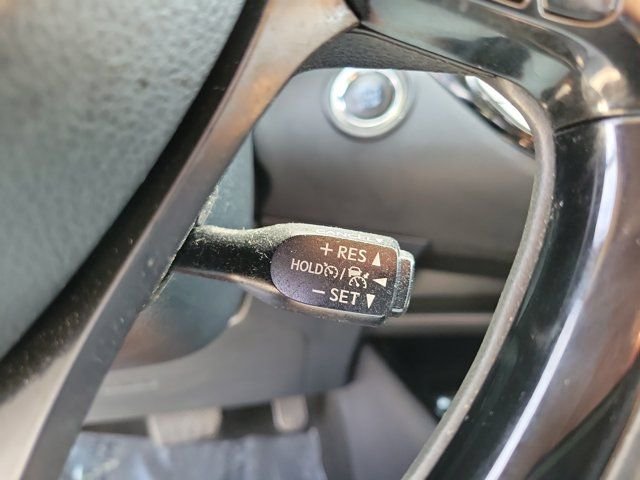 + RES ▲
HOLD / ◀
− SET ▼